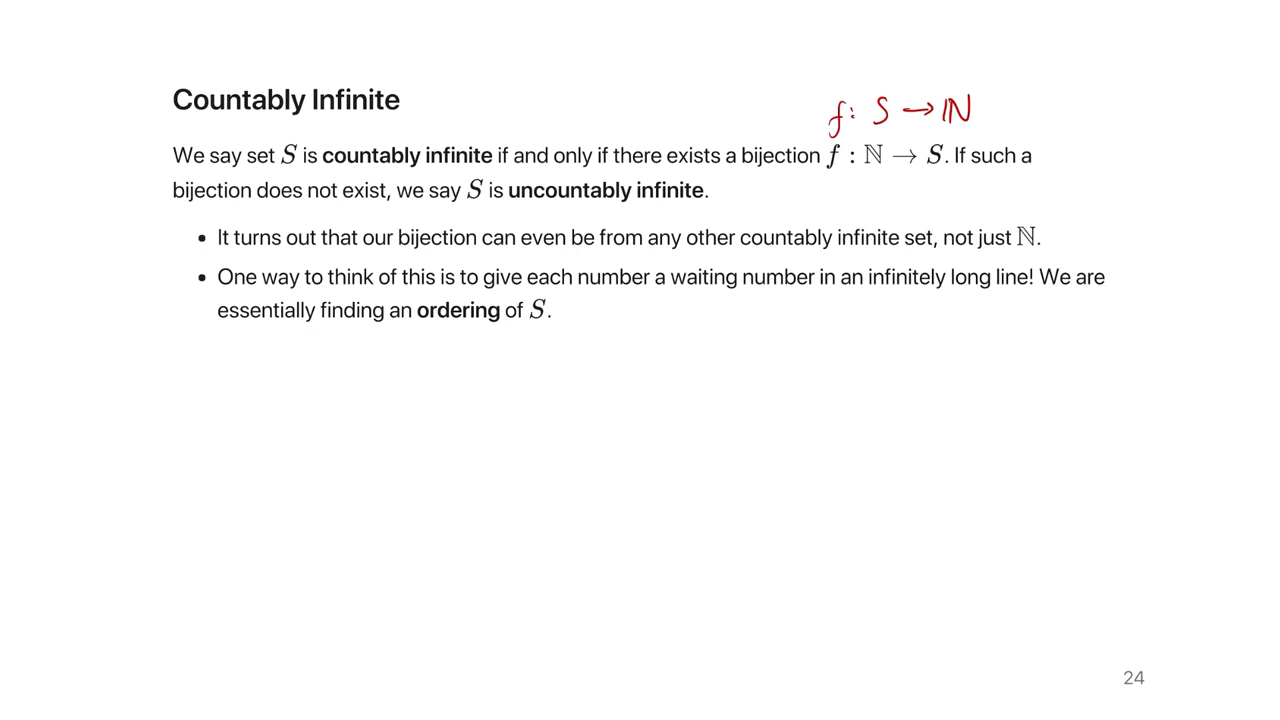 Countably Infinite
f: S → ℕ
We say set S is countably infinite if and only if there exists a bijection f : ℕ → S. If such a
bijection does not exist, we say S is uncountably infinite.
• It turns out that our bijection can even be from any other countably infinite set, not just ℕ.
• One way to think of this is to give each number a waiting number in an infinitely long line! We are
essentially finding an ordering of S.
24